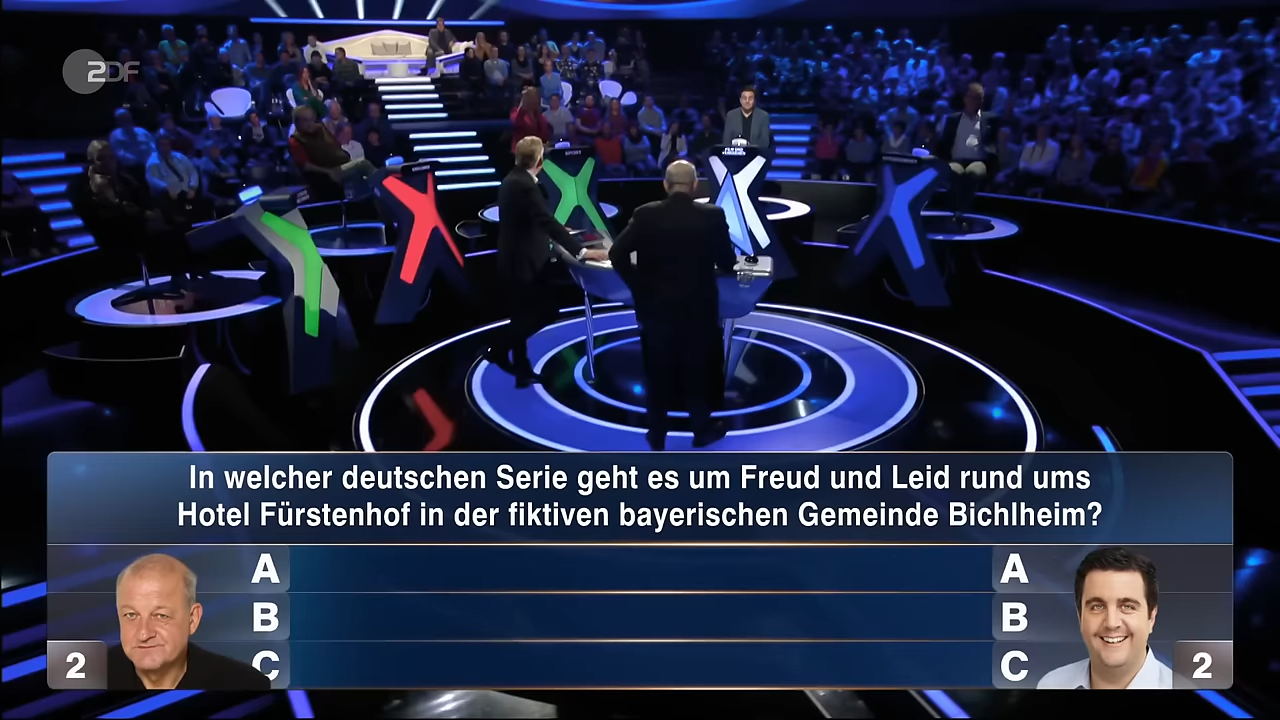 ZDF
In welcher deutschen Serie geht es um Freud und Leid rund ums
Hotel Fürstenhof in der fiktiven bayerischen Gemeinde Bichlheim?
A
A
B
B
C
C
2
2